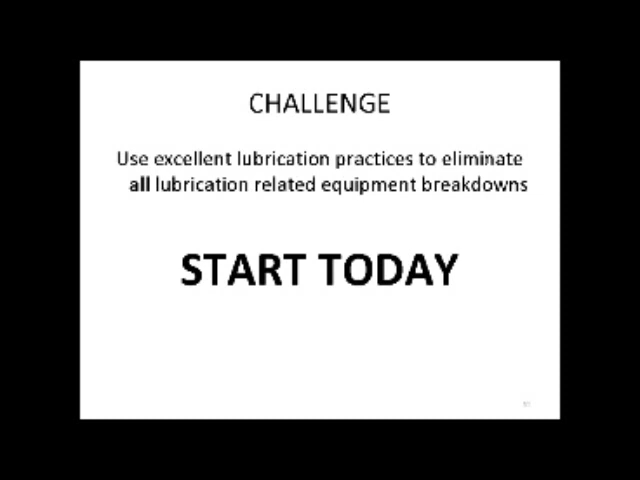 CHALLENGE
Use excellent lubrication practices to eliminate
all lubrication related equipment breakdowns
START TODAY